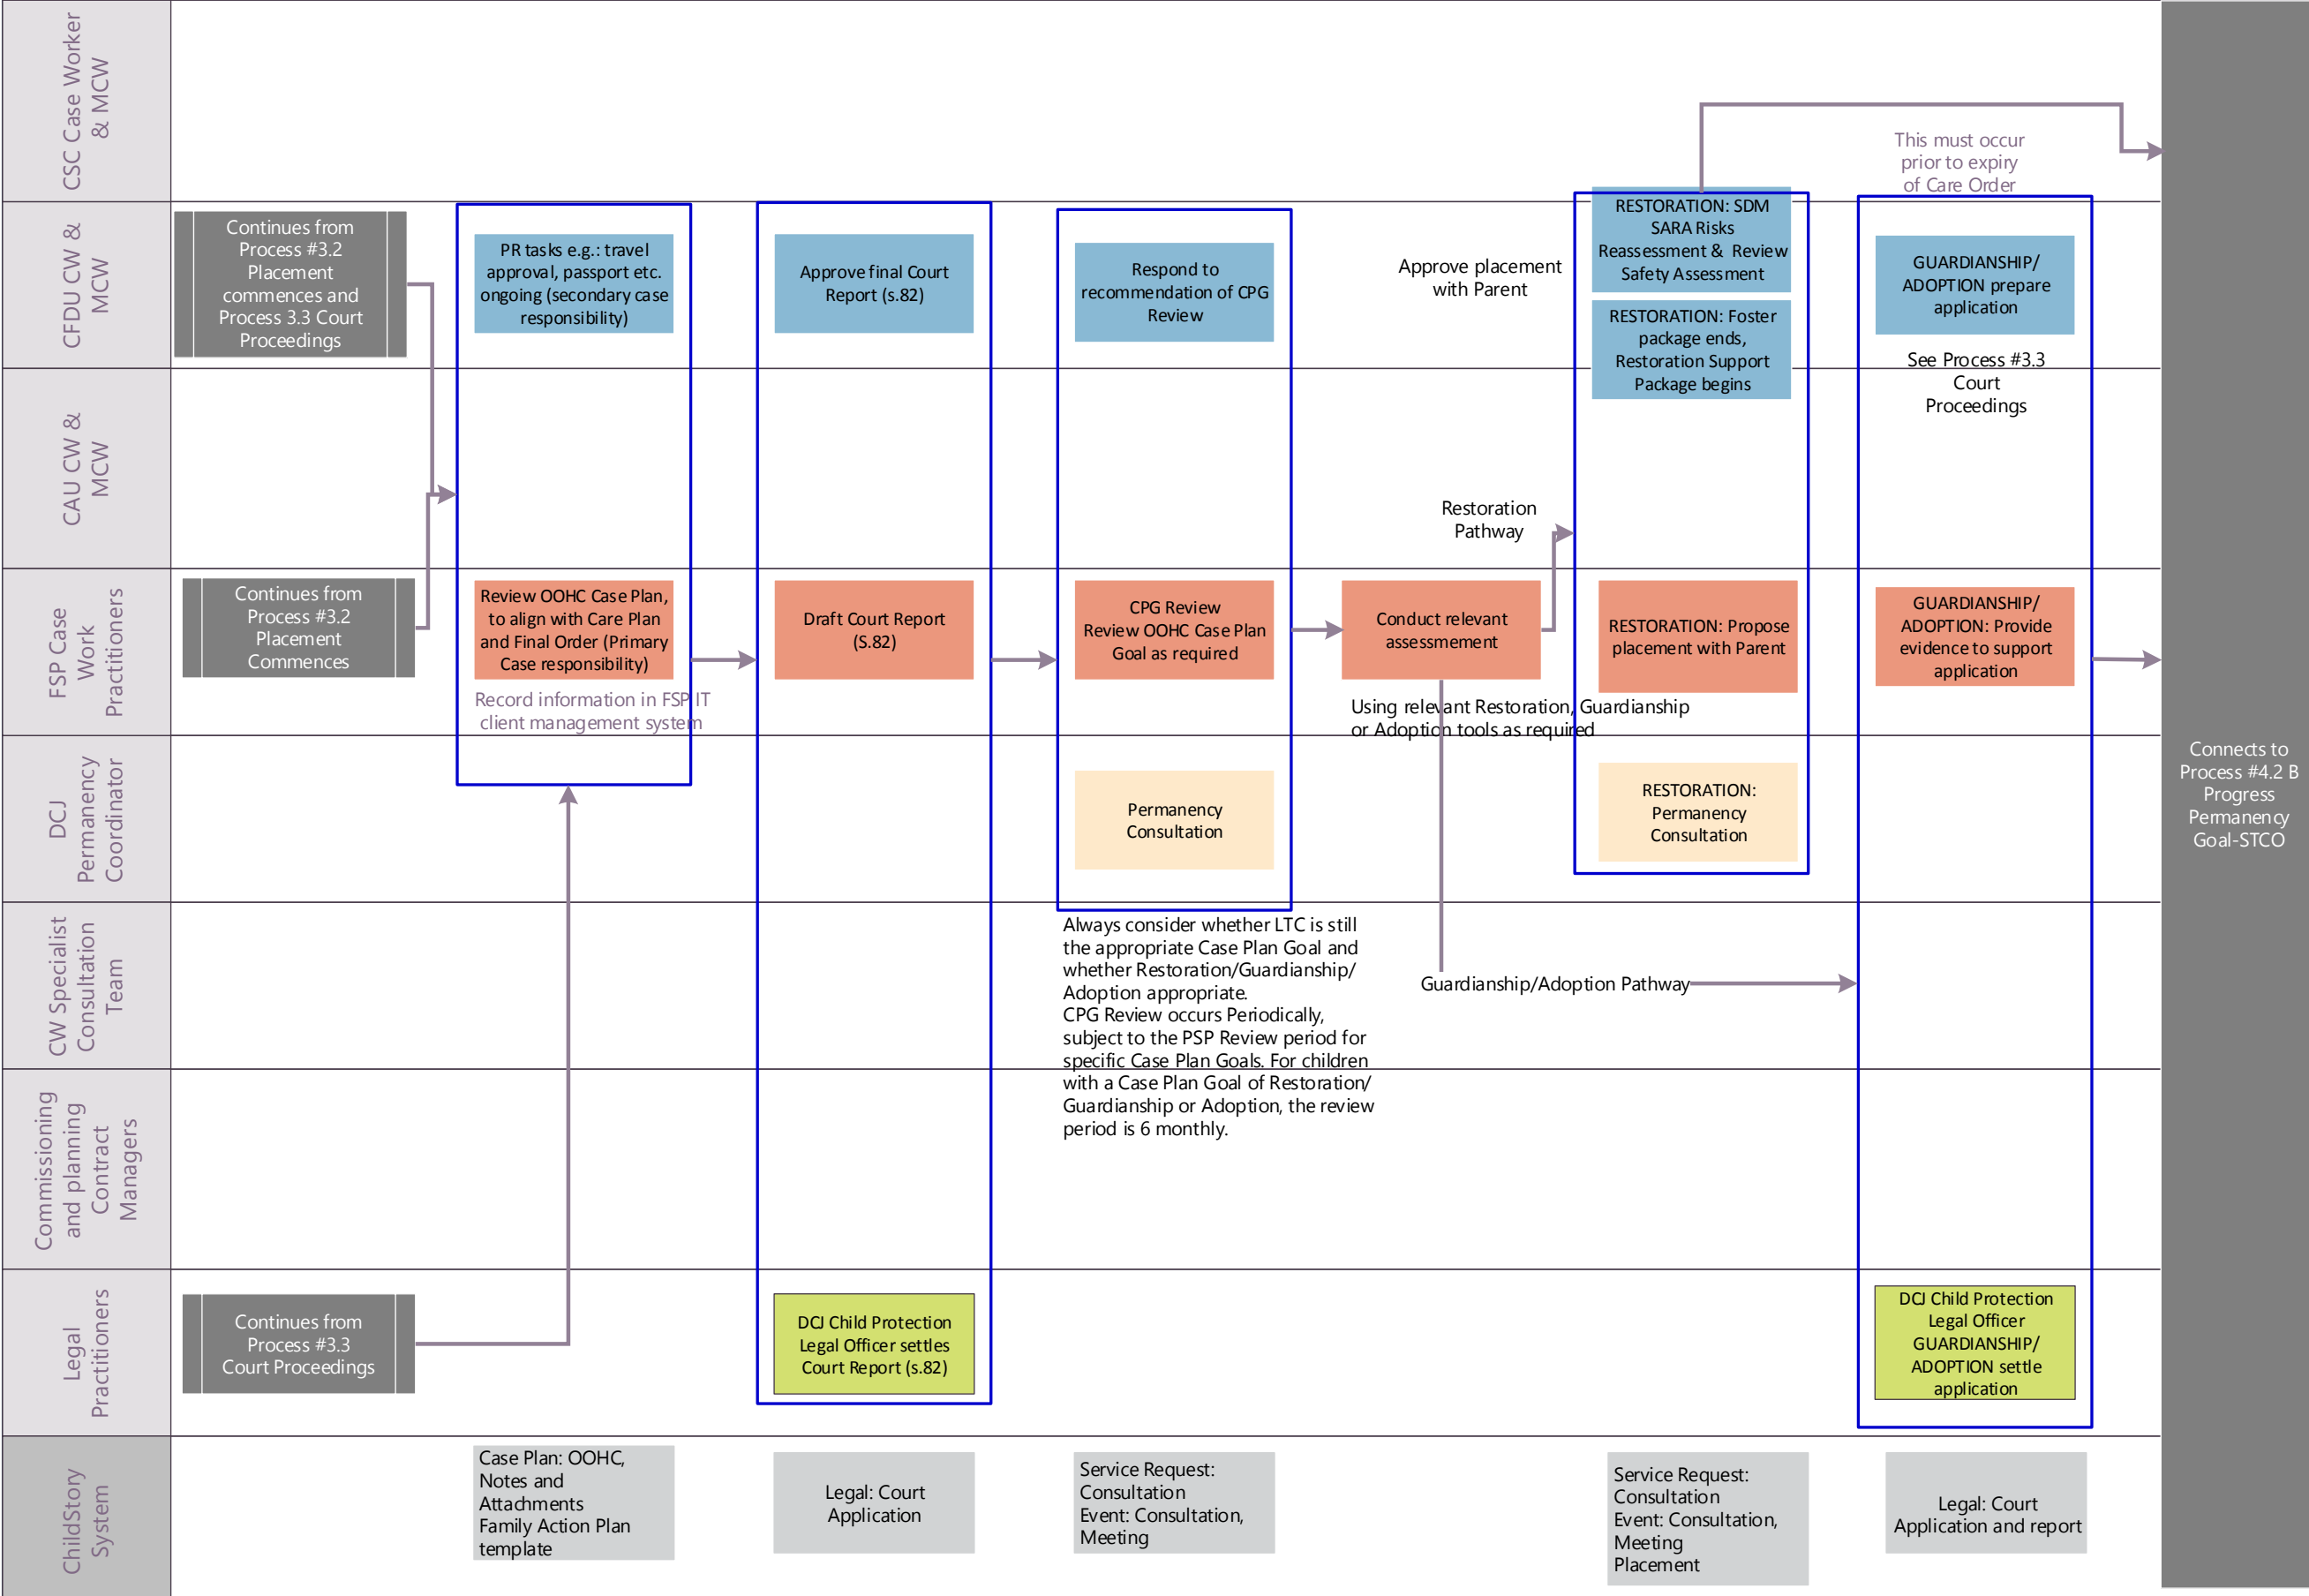 CSC Case Worker
& MCW
This must occur
prior to expiry
of Care Order
CFDU CW &
MCW
Continues from
Process #3.2
Placement
commences and
Process 3.3 Court
Proceedings
PR tasks e.g.: travel
approval, passport etc.
ongoing (secondary case
responsibility)
Approve final Court
Report (s.82)
Respond to
recommendation of CPG
Review
Approve placement
with Parent
RESTORATION: SDM
SARA Risks
Reassessment & Review
Safety Assessment
RESTORATION: Foster
package ends,
Restoration Support
Package begins
GUARDIANSHIP/
ADOPTION prepare
application
See Process #3.3
Court
Proceedings
CAU CW &
MCW
Restoration
Pathway
FSP Case
Work
Practitioners
Continues from
Process #3.2
Placement
Commences
Review OOHC Case Plan,
to align with Care Plan
and Final Order (Primary
Case responsibility)
Record information in FSP IT
client management system
Draft Court Report
(S.82)
CPG Review
Review OOHC Case Plan
Goal as required
Conduct relevant
assessmement
Using relevant Restoration, Guardianship
or Adoption tools as required
RESTORATION: Propose
placement with Parent
GUARDIANSHIP/
ADOPTION: Provide
evidence to support
application
DCJ
Permanency
Coordinator
Permanency
Consultation
RESTORATION:
Permanency
Consultation
Connects to
Process #4.2 B
Progress
Permanency
Goal-STCO
CW Specialist
Consultation
Team
Always consider whether LTC is still
the appropriate Case Plan Goal and
whether Restoration/Guardianship/
Adoption appropriate.
CPG Review occurs Periodically,
subject to the PSP Review period for
specific Case Plan Goals. For children
with a Case Plan Goal of Restoration/
Guardianship or Adoption, the review
period is 6 monthly.
Guardianship/Adoption Pathway
Commissioning
and planning
Contract
Managers
Legal
Practitioners
Continues from
Process #3.3
Court Proceedings
DCJ Child Protection
Legal Officer settles
Court Report (s.82)
DCJ Child Protection
Legal Officer
GUARDIANSHIP/
ADOPTION settle
application
ChildStory
System
Case Plan: OOHC,
Notes and
Attachments
Family Action Plan
template
Legal: Court
Application
Service Request:
Consultation
Event: Consultation,
Meeting
Service Request:
Consultation
Event: Consultation,
Meeting
Placement
Legal: Court
Application and report